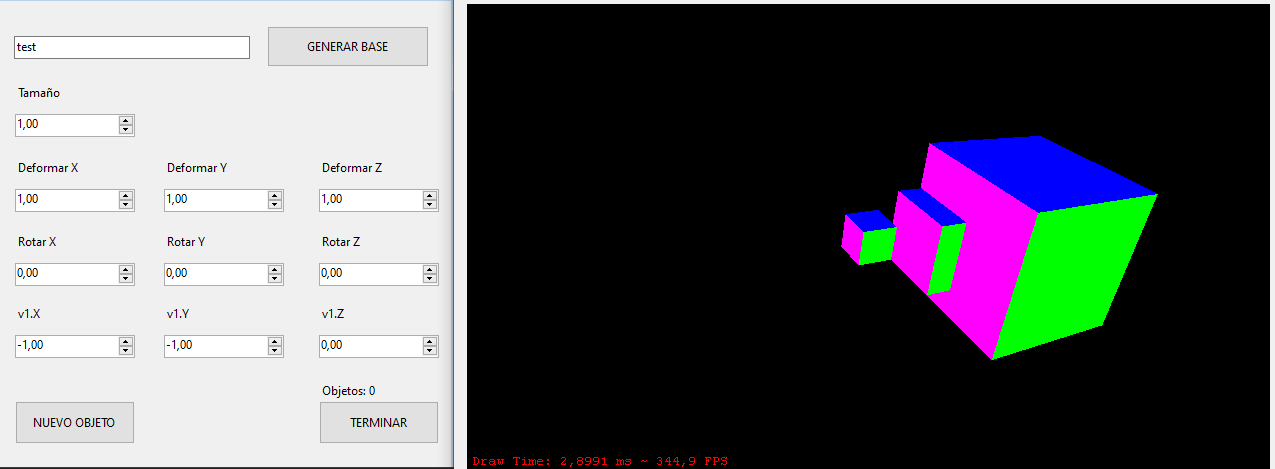 test
GENERAR BASE
Tamaño
1,00
Deformar X Deformar Y Deformar Z
1,00 1,00 1,00
Rotar X Rotar Y Rotar Z
0,00 0,00 0,00
v1.X v1.Y v1.Z
-1,00 -1,00 0,00
Objetos: 0
NUEVO OBJETO TERMINAR
Draw Time: 2,8991 ms ~ 344,9 FPS